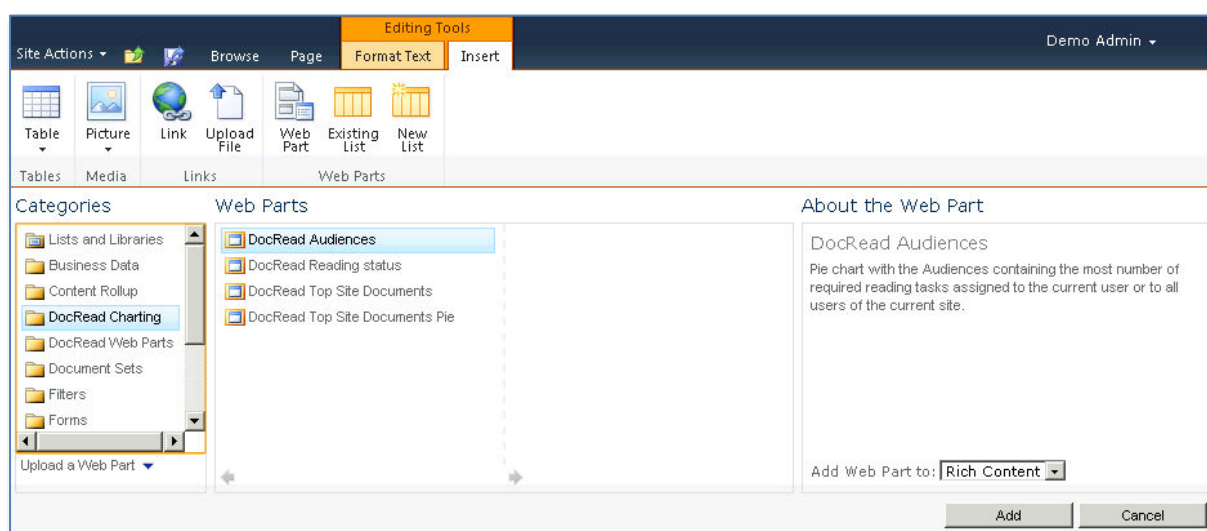 Editing Tools
Site Actions Browse Page Format Text Insert Demo Admin
Table Picture Link Upload File Web Part Existing List New List
Tables Media Links Web Parts
Categories
Lists and Libraries
Business Data
Content Rollup
DocRead Charting
DocRead Web Parts
Document Sets
Filters
Forms
Upload a Web Part
Web Parts
DocRead Audiences
DocRead Reading status
DocRead Top Site Documents
DocRead Top Site Documents Pie
About the Web Part
DocRead Audiences
Pie chart with the Audiences containing the most number of
required reading tasks assigned to the current user or to all
users of the current site.
Add Web Part to: Rich Content
Add Cancel